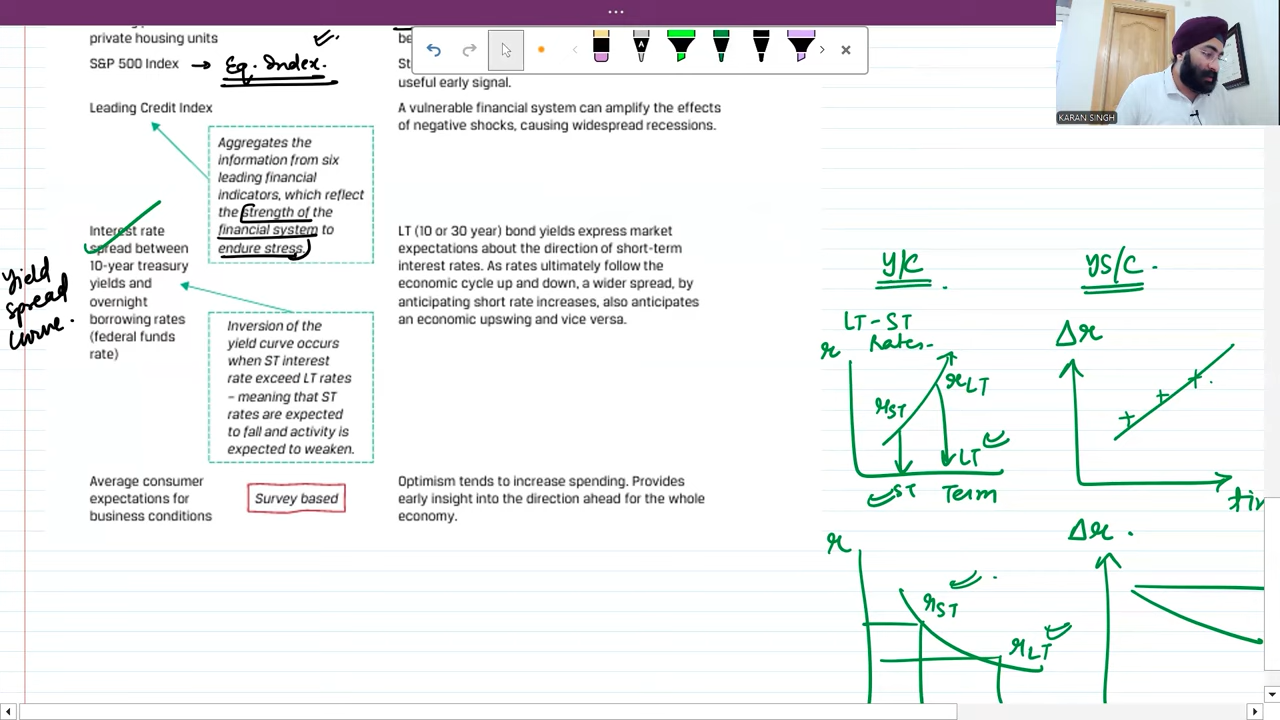 private housing units
S&P 500 Index → Eq. Index.
useful early signal.
Leading Credit Index
A vulnerable financial system can amplify the effects
of negative shocks, causing widespread recessions.
Aggregates the
information from six
leading financial
indicators, which reflect
the strength of the
financial system to
endure stress.
Interest rate
spread between
10-year treasury
yields and
overnight
borrowing rates
(federal funds
rate)
Yield
spread
curve.
LT (10 or 30 year) bond yields express market
expectations about the direction of short-term
interest rates. As rates ultimately follow the
economic cycle up and down, a wider spread, by
anticipating short rate increases, also anticipates
an economic upswing and vice versa.
Inversion of the
yield curve occurs
when ST interest
rate exceed LT rates
– meaning that ST
rates are expected
to fall and activity is
expected to weaken.
Average consumer
expectations for
business conditions
Survey based
Optimism tends to increase spending. Provides
early insight into the direction ahead for the whole
economy.
KARAN SINGH
Y/C
LT-ST
Rates-
r
rST
rLT
LT
ST Term
YS/C.
Δr
r
rST
rLT
Δr.